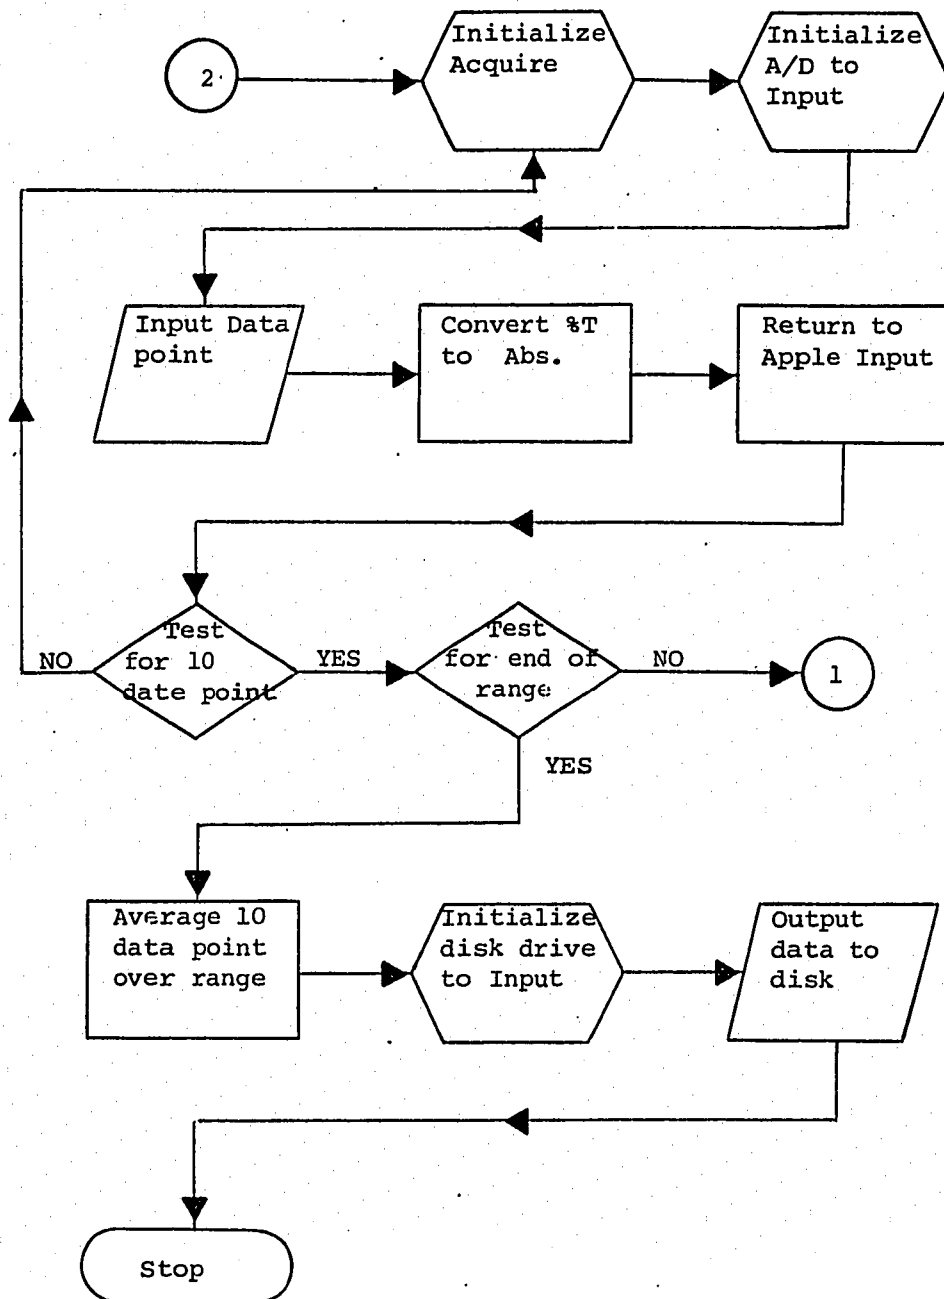 2
Initialize
Acquire
Initialize
A/D to
Input
Input Data
point
Convert %T
to Abs.
Return to
Apple Input
Test
for 10
date point
NO
YES
Test
for end of
range
NO
1
YES
Average 10
data point
over range
Initialize
disk drive
to Input
Output
data to
disk
Stop